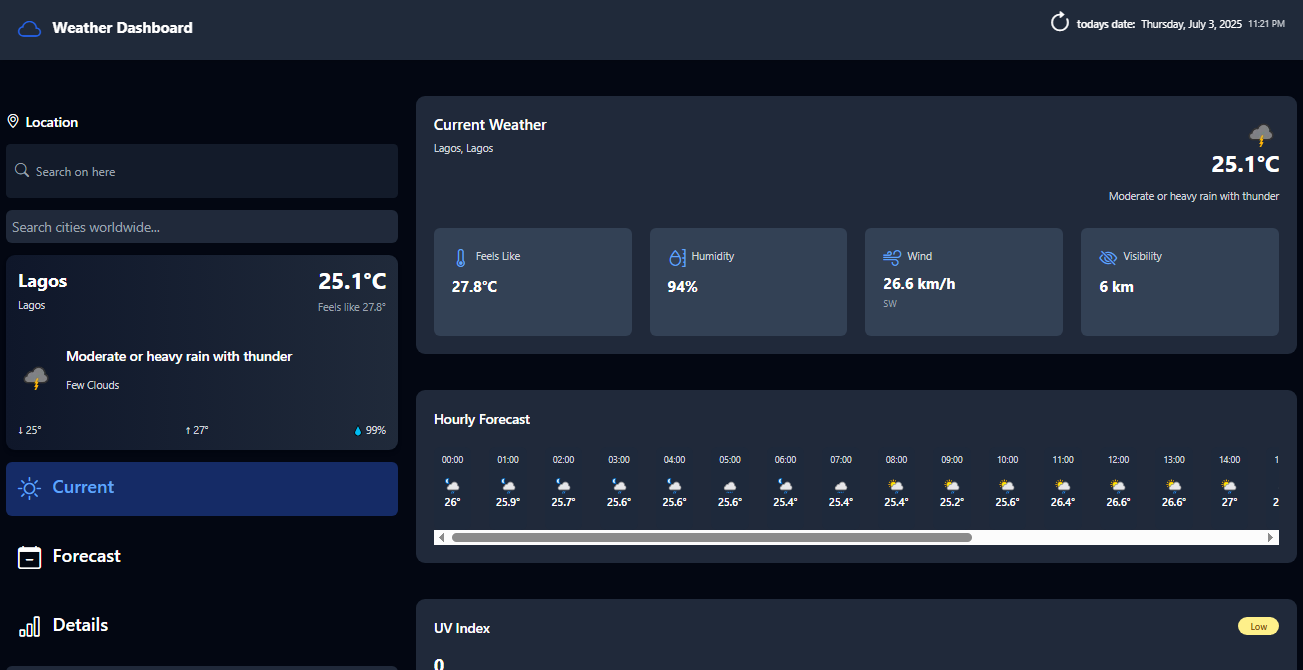 Weather Dashboard
todays date: Thursday, July 3, 2025 11:21 PM
Location
Search on here
Search cities worldwide...
Lagos
25.1°C
Lagos
Feels like 27.8°
Moderate or heavy rain with thunder
Few Clouds
↓ 25°
↑ 27°
99%
Current
Forecast
Details
Current Weather
Lagos, Lagos
25.1°C
Moderate or heavy rain with thunder
Feels Like
27.8°C
Humidity
94%
Wind
26.6 km/h
SW
Visibility
6 km
Hourly Forecast
00:00 01:00 02:00 03:00 04:00 05:00 06:00 07:00 08:00 09:00 10:00 11:00 12:00 13:00 14:00 1
26° 25.9° 25.7° 25.6° 25.6° 25.6° 25.4° 25.4° 25.4° 25.2° 25.6° 26.4° 26.6° 26.6° 27° 2
UV Index
Low
0